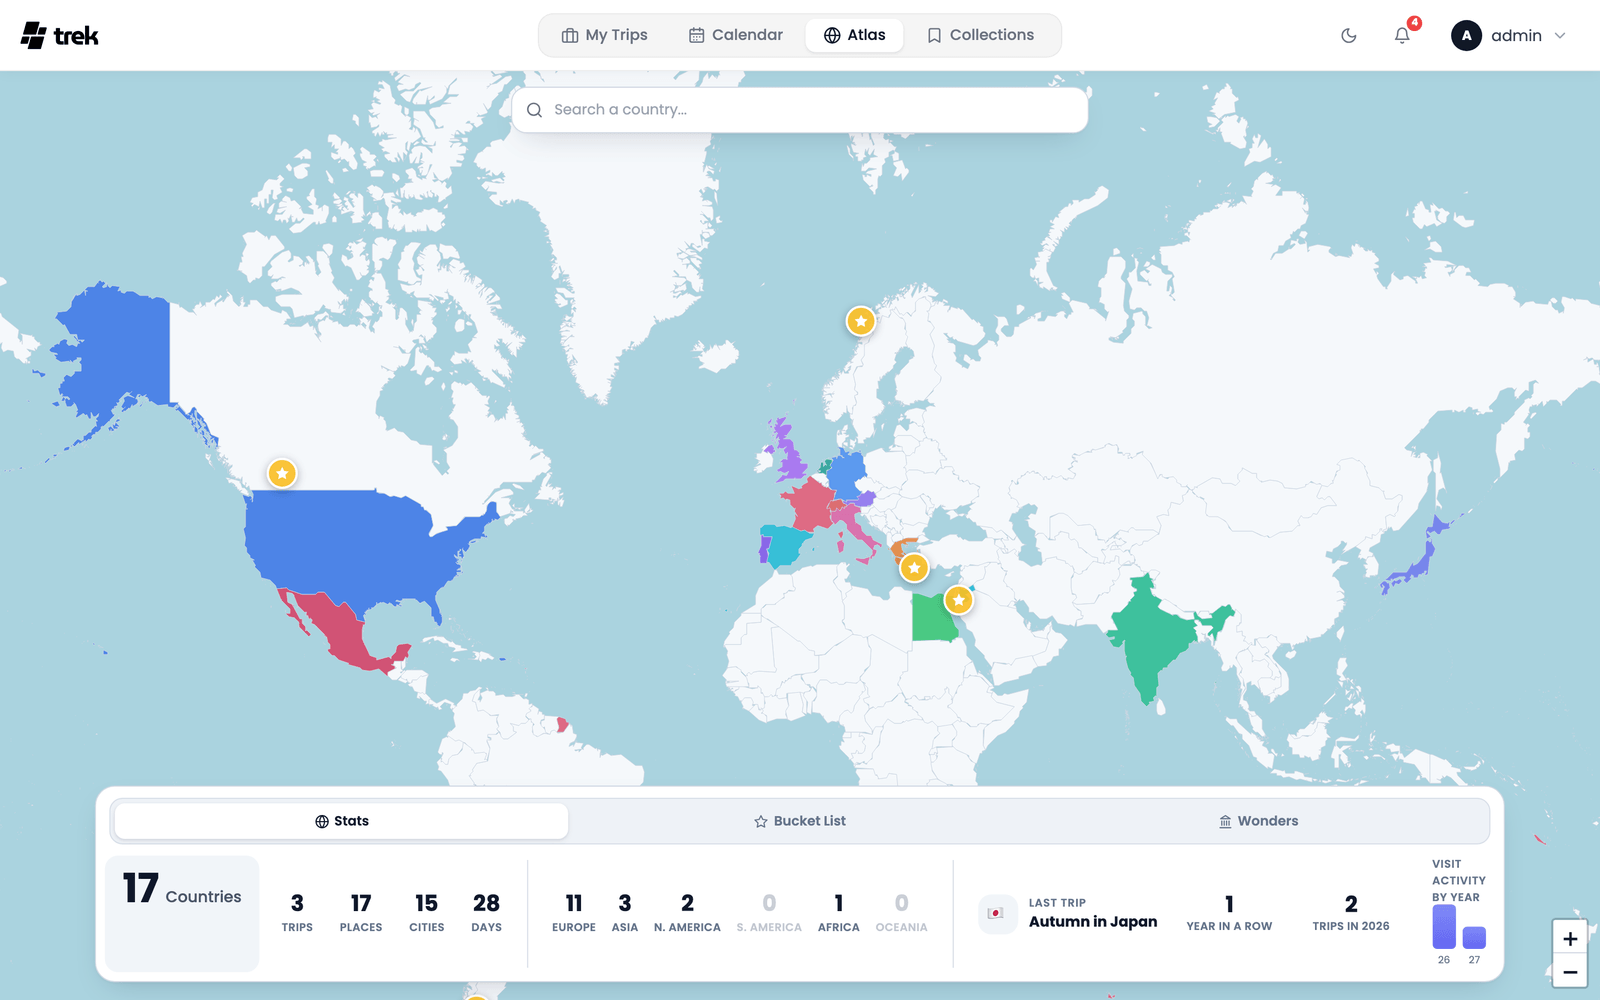 trek
My Trips
Calendar
Atlas
Collections
4
A
admin
Search a country...
Stats
Bucket List
Wonders
17 Countries
3
TRIPS
17
PLACES
15
CITIES
28
DAYS
11
EUROPE
3
ASIA
2
N. AMERICA
0
S. AMERICA
1
AFRICA
0
OCEANIA
LAST TRIP
Autumn in Japan
1
YEAR IN A ROW
2
TRIPS IN 2026
VISIT
ACTIVITY
BY YEAR
26
27
+
−